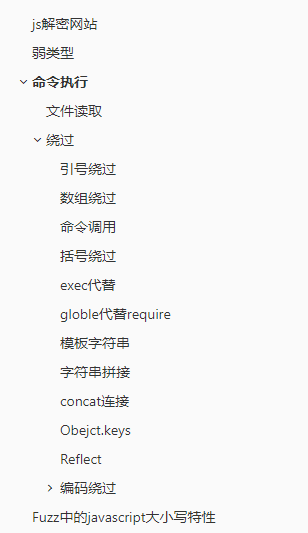 js解密网站
弱类型
命令执行
文件读取
绕过
引号绕过
数组绕过
命令调用
括号绕过
exec代替
globle代替require
模板字符串
字符串拼接
concat连接
Obejct.keys
Reflect
编码绕过
Fuzz中的javascript大小写特性